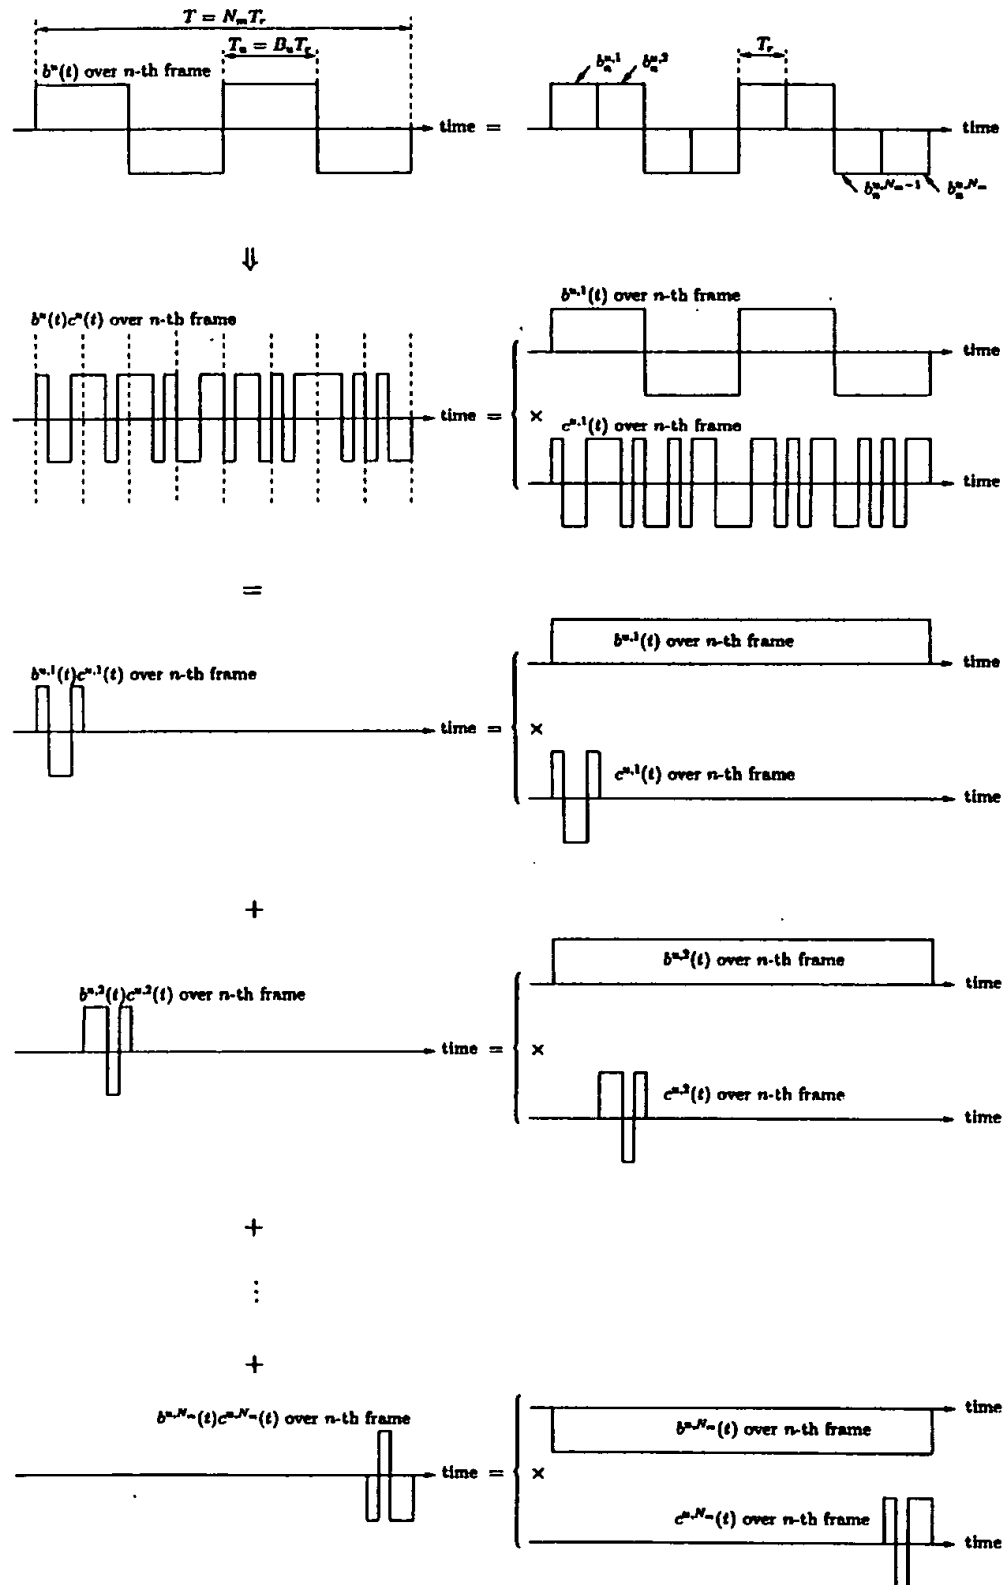 T = N_m T_r
T_u = B_u T_r
b^u(t) over n-th frame
time =
b_n^{u,1} b_n^{u,2}
T_r
time
b_n^{u,N_m-1} b_n^{u,N_m}
⇓
b^u(t)c^u(t) over n-th frame
time =
b^{u,1}(t) over n-th frame
time
×
c^{u,1}(t) over n-th frame
time
=
b^{u,1}(t)c^{u,1}(t) over n-th frame
time =
b^{u,1}(t) over n-th frame
time
×
c^{u,1}(t) over n-th frame
time
+
b^{u,2}(t)c^{u,2}(t) over n-th frame
time =
b^{u,2}(t) over n-th frame
time
×
c^{u,2}(t) over n-th frame
time
+
⋮
+
b^{u,N_m}(t)c^{u,N_m}(t) over n-th frame
time =
time
b^{u,N_m}(t) over n-th frame
×
c^{u,N_m}(t) over n-th frame
time